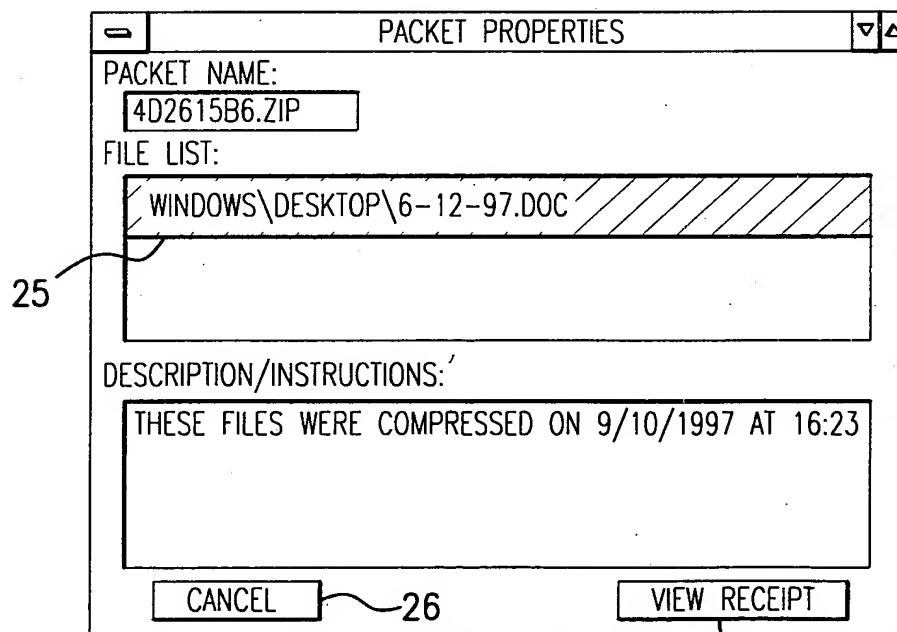 PACKET PROPERTIES
PACKET NAME:
4D2615B6.ZIP
FILE LIST:
WINDOWS\DESKTOP\6-12-97.DOC
25
DESCRIPTION/INSTRUCTIONS:
THESE FILES WERE COMPRESSED ON 9/10/1997 AT 16:23
CANCEL
26
VIEW RECEIPT